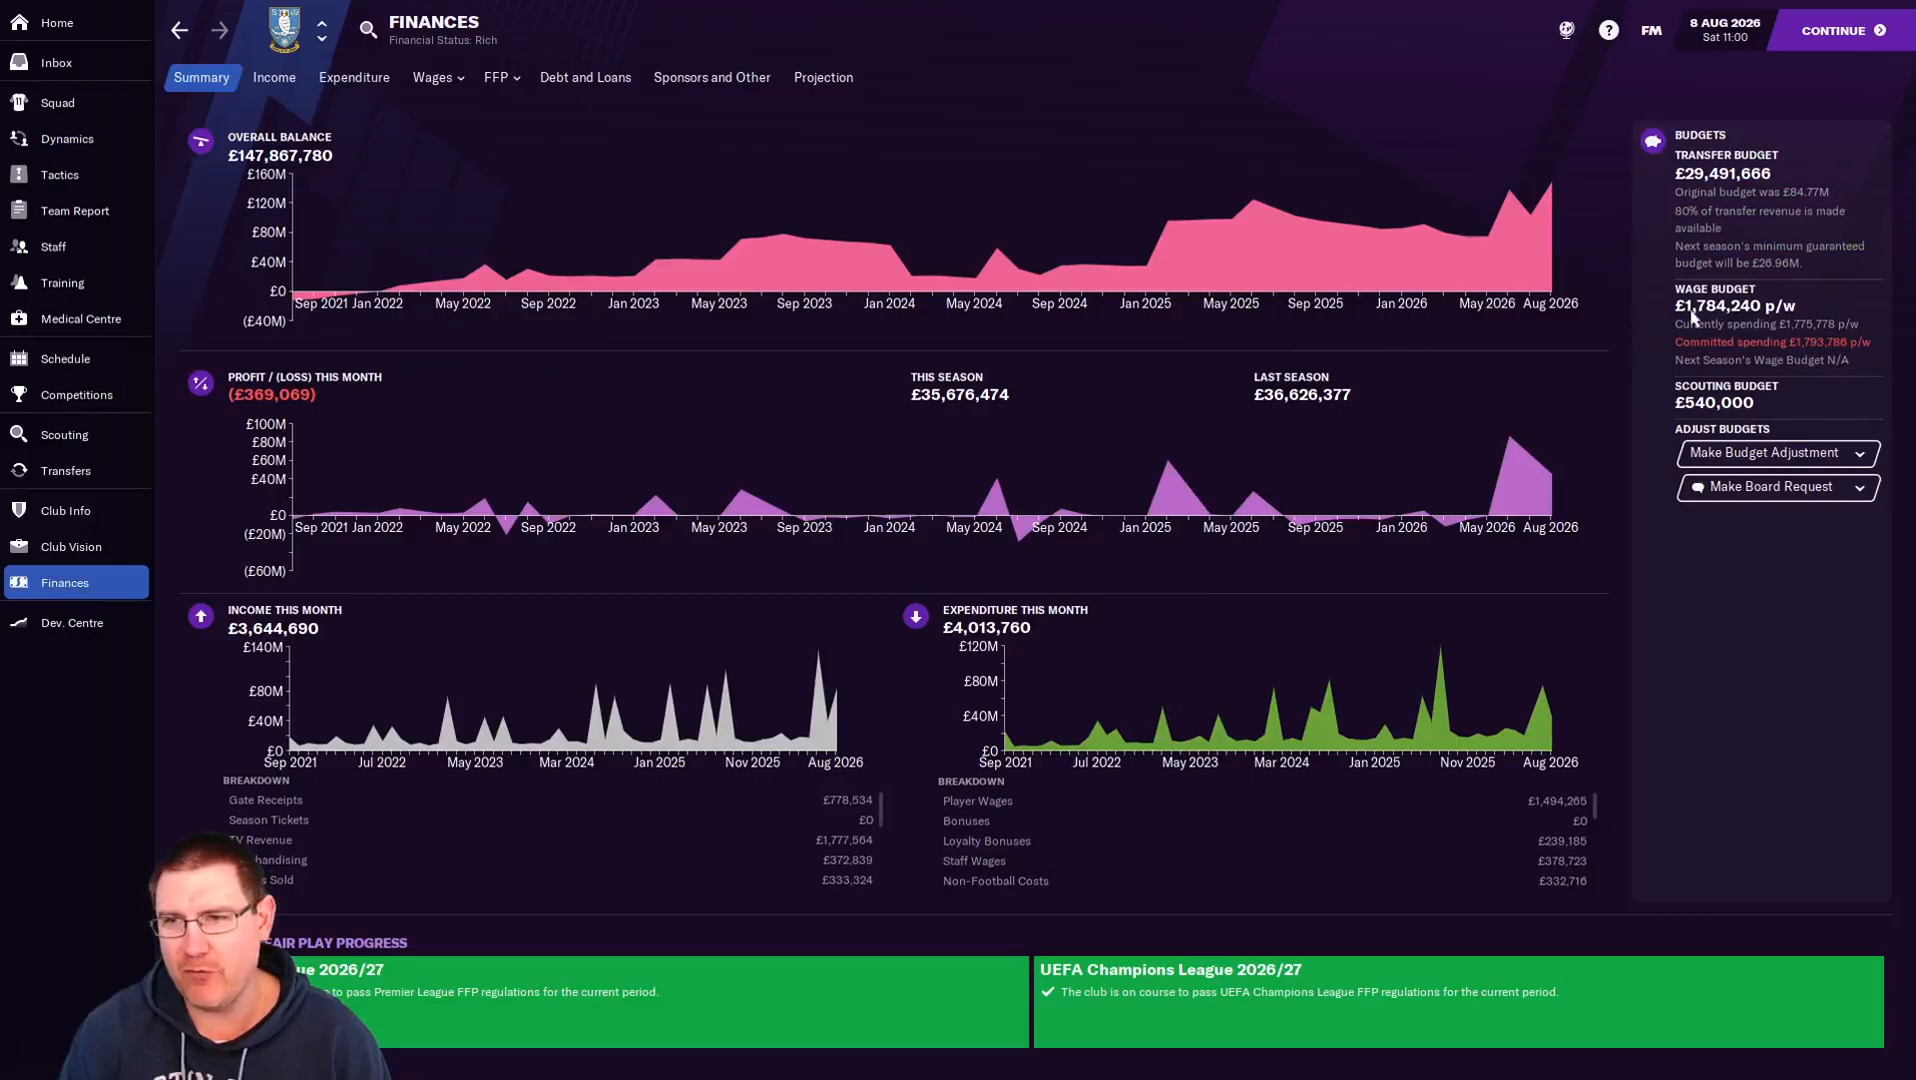 Home
Inbox
Squad
Dynamics
Tactics
Team Report
Staff
Training
Medical Centre
Schedule
Competitions
Scouting
Transfers
Club Info
Club Vision
Finances
Dev. Centre
FINANCES
Financial Status: Rich
FM
8 AUG 2026
Sat 11:00
CONTINUE
Summary
Income
Expenditure
Wages
FFP
Debt and Loans
Sponsors and Other
Projection
OVERALL BALANCE
£147,867,780
£160M
£120M
£80M
£40M
£0
(£40M)
Sep 2021 Jan 2022 May 2022 Sep 2022 Jan 2023 May 2023 Sep 2023 Jan 2024 May 2024 Sep 2024 Jan 2025 May 2025 Sep 2025 Jan 2026 May 2026 Aug 2026
PROFIT / (LOSS) THIS MONTH
(£369,069)
THIS SEASON
£35,676,474
LAST SEASON
£36,626,377
£100M
£80M
£60M
£40M
£0
(£20M)
(£60M)
Sep 2021 Jan 2022 May 2022 Sep 2022 Jan 2023 May 2023 Sep 2023 Jan 2024 May 2024 Sep 2024 Jan 2025 May 2025 Sep 2025 Jan 2026 May 2026 Aug 2026
INCOME THIS MONTH
£3,644,690
£140M
£80M
£40M
£0
Sep 2021 Jul 2022 May 2023 Mar 2024 Jan 2025 Nov 2025 Aug 2026
BREAKDOWN
Gate Receipts £778,534
Season Tickets £0
TV Revenue £1,777,564
handising £372,839
s Sold £333,324
EXPENDITURE THIS MONTH
£4,013,760
£120M
£80M
£40M
£0
Sep 2021 Jul 2022 May 2023 Mar 2024 Jan 2025 Nov 2025 Aug 2026
BREAKDOWN
Player Wages £1,494,265
Bonuses £0
Loyalty Bonuses £239,185
Staff Wages £378,723
Non-Football Costs £332,716
FAIR PLAY PROGRESS
ue 2026/27
e to pass Premier League FFP regulations for the current period.
UEFA Champions League 2026/27
The club is on course to pass UEFA Champions League FFP regulations for the current period.
BUDGETS
TRANSFER BUDGET
£29,491,666
Original budget was £84.77M
80% of transfer revenue is made
available
Next season's minimum guaranteed
budget will be £26.96M.
WAGE BUDGET
£1,784,240 p/w
Currently spending £1,775,778 p/w
Committed spending £1,793,786 p/w
Next Season's Wage Budget N/A
SCOUTING BUDGET
£540,000
ADJUST BUDGETS
Make Budget Adjustment
Make Board Request